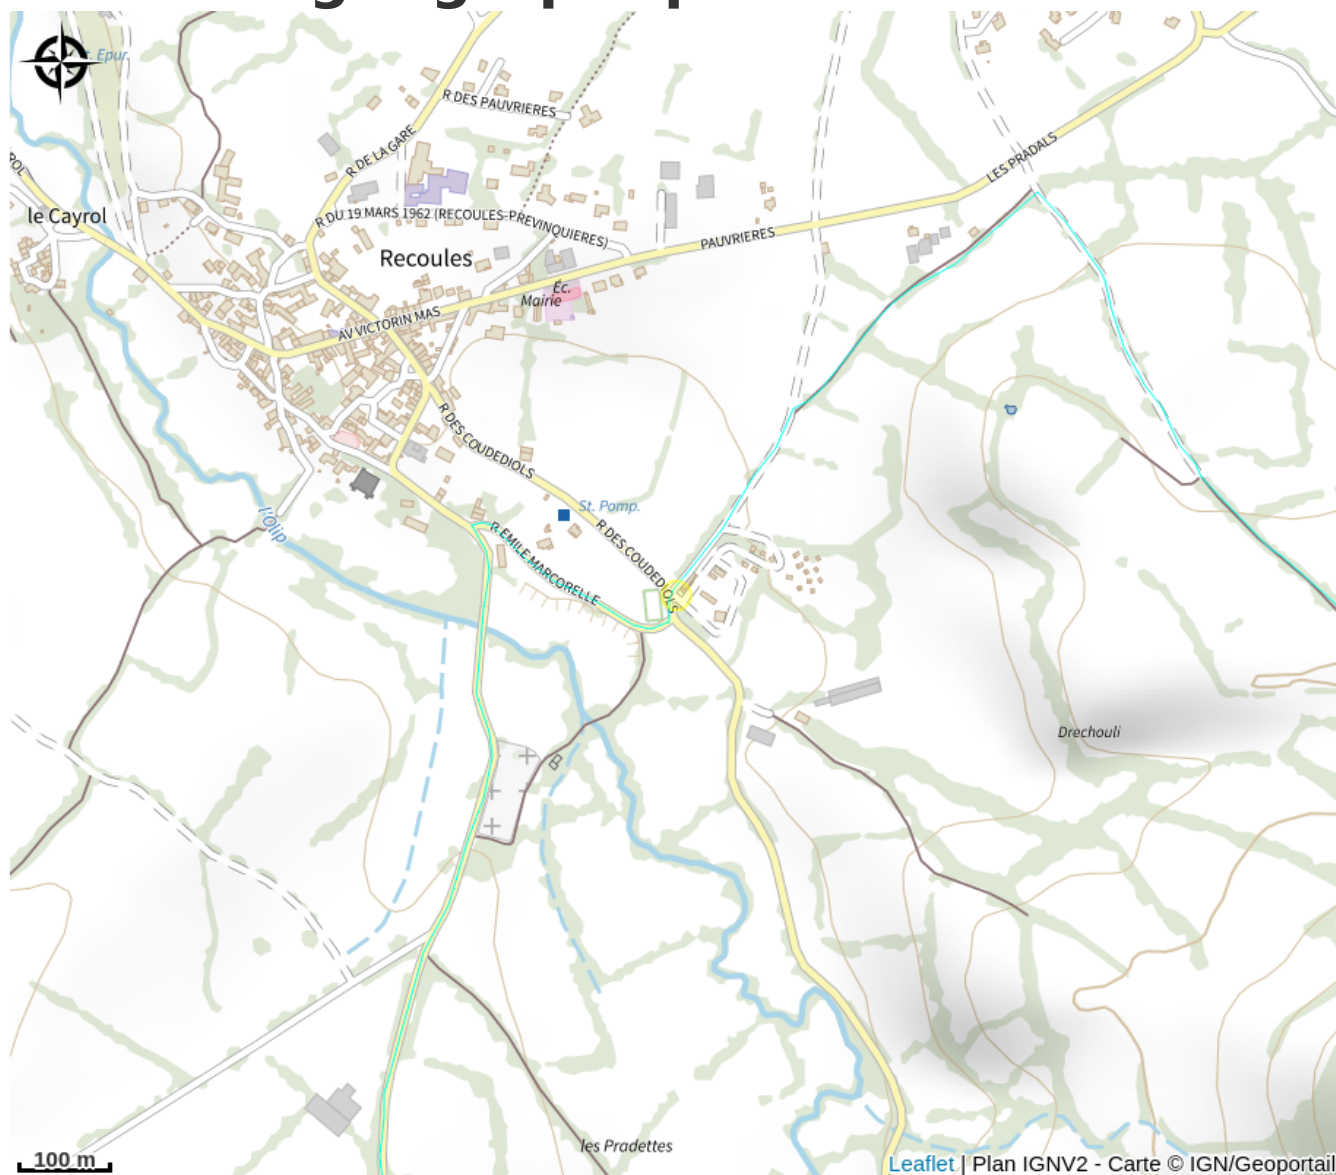 t. Epur.
R DES PAUVRIERES
R DE LA GARE
LES PRADALS
ROL
le Cayrol
R DU 19 MARS 1962 (RECOULES-PREVINQUIERES)
PAUVRIERES
Recoules
Éc.
Mairie
AV VICTORIN MAS
R DES COUDEDIOLS
St. Pomp.
l'Olip
R EMILE MARCORELLE
R DES COUDEDIOLS
Drechouli
les Pradettes
100 m
Leaflet | Plan IGNV2 - Carte © IGN/Geoportail